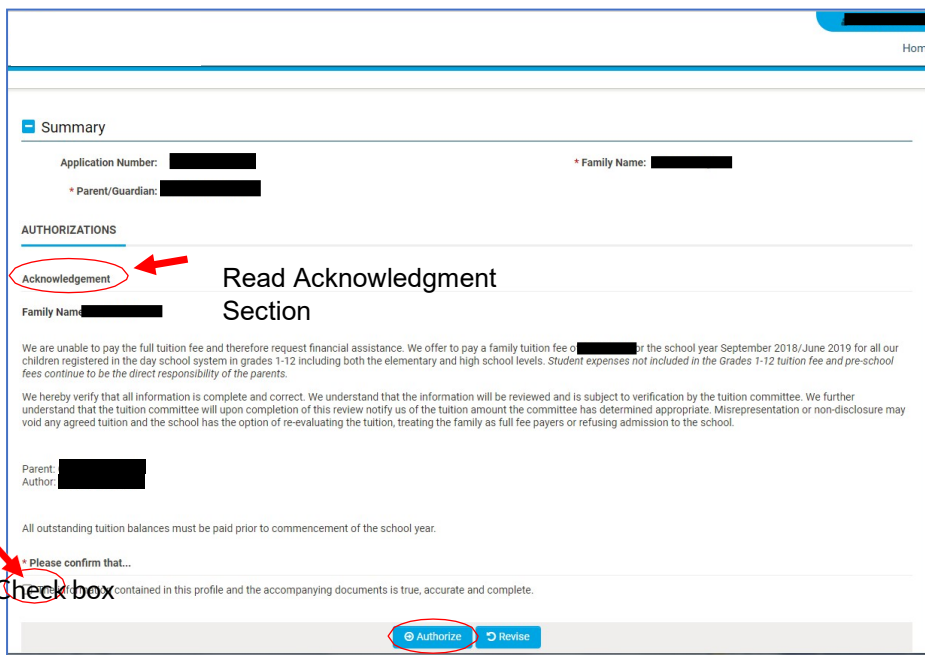 Hom
Summary
Application Number:
* Family Name:
* Parent/Guardian:
AUTHORIZATIONS
Acknowledgement
Read Acknowledgment
Section
Family Name
We are unable to pay the full tuition fee and therefore request financial assistance. We offer to pay a family tuition fee o or the school year September 2018/June 2019 for all our
children registered in the day school system in grades 1-12 including both the elementary and high school levels. Student expenses not included in the Grades 1-12 tuition fee and pre-school
fees continue to be the direct responsibility of the parents.
We hereby verify that all information is complete and correct. We understand that the information will be reviewed and is subject to verification by the tuition committee. We further
understand that the tuition committee will upon completion of this review notify us of the tuition amount the committee has determined appropriate. Misrepresentation or non-disclosure may
void any agreed tuition and the school has the option of re-evaluating the tuition, treating the family as full fee payers or refusing admission to the school.
Parent:
Author:
All outstanding tuition balances must be paid prior to commencement of the school year.
* Please confirm that...
Check box
The information contained in this profile and the accompanying documents is true, accurate and complete.
Authorize Revise